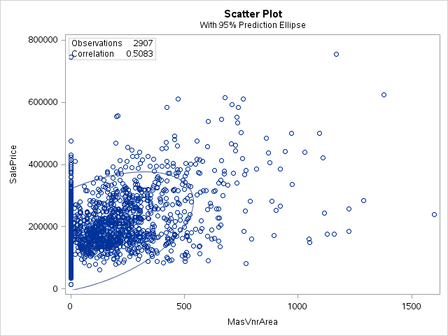 Scatter Plot
With 95% Prediction Ellipse
Observations 2907
Correlation 0.5083
800000
600000
400000
200000
0
SalePrice
0 500 1000 1500
MasVnrArea